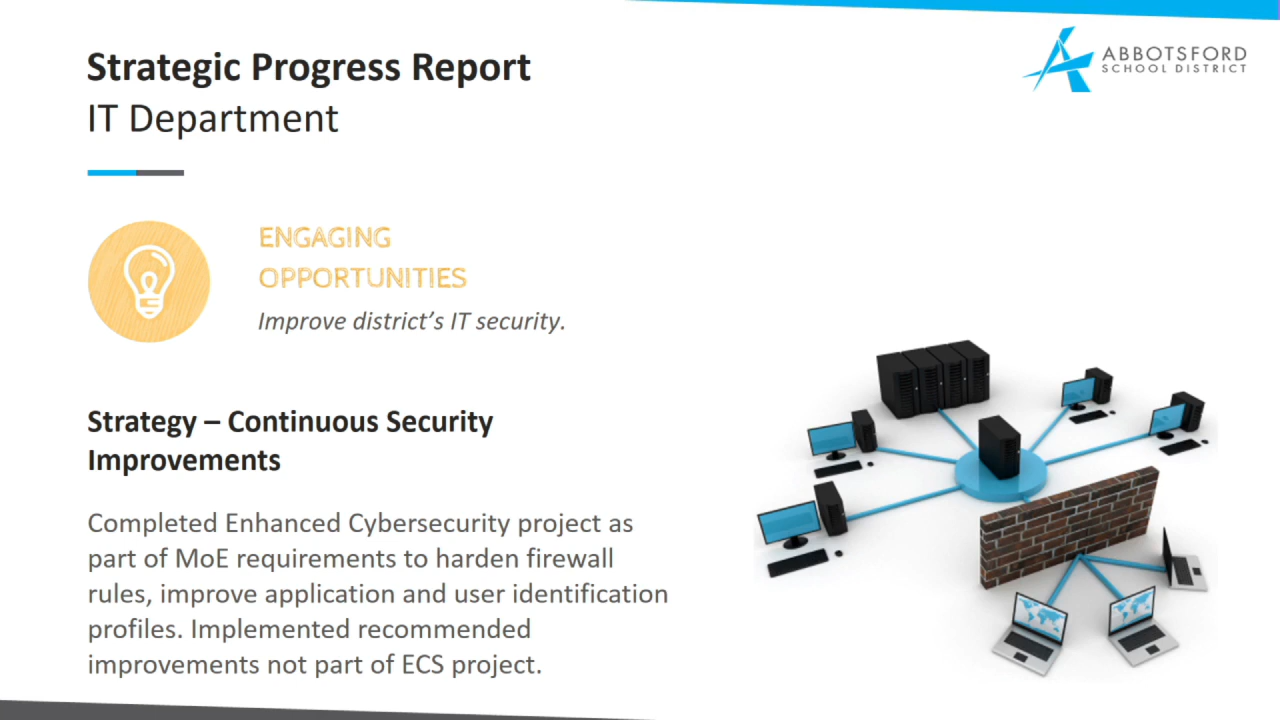 Strategic Progress Report
IT Department
ABBOTSFORD
SCHOOL DISTRICT
ENGAGING
OPPORTUNITIES
Improve district’s IT security.
Strategy – Continuous Security
Improvements
Completed Enhanced Cybersecurity project as
part of MoE requirements to harden firewall
rules, improve application and user identification
profiles. Implemented recommended
improvements not part of ECS project.